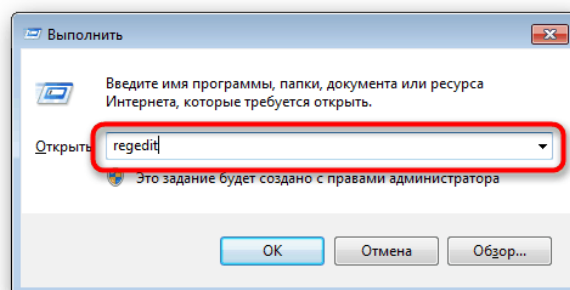 Выполнить
Введите имя программы, папки, документа или ресурса
Интернета, которые требуется открыть.
Открыть
regedit
Это задание будет создано с правами администратора
OK
Отмена
Обзор...